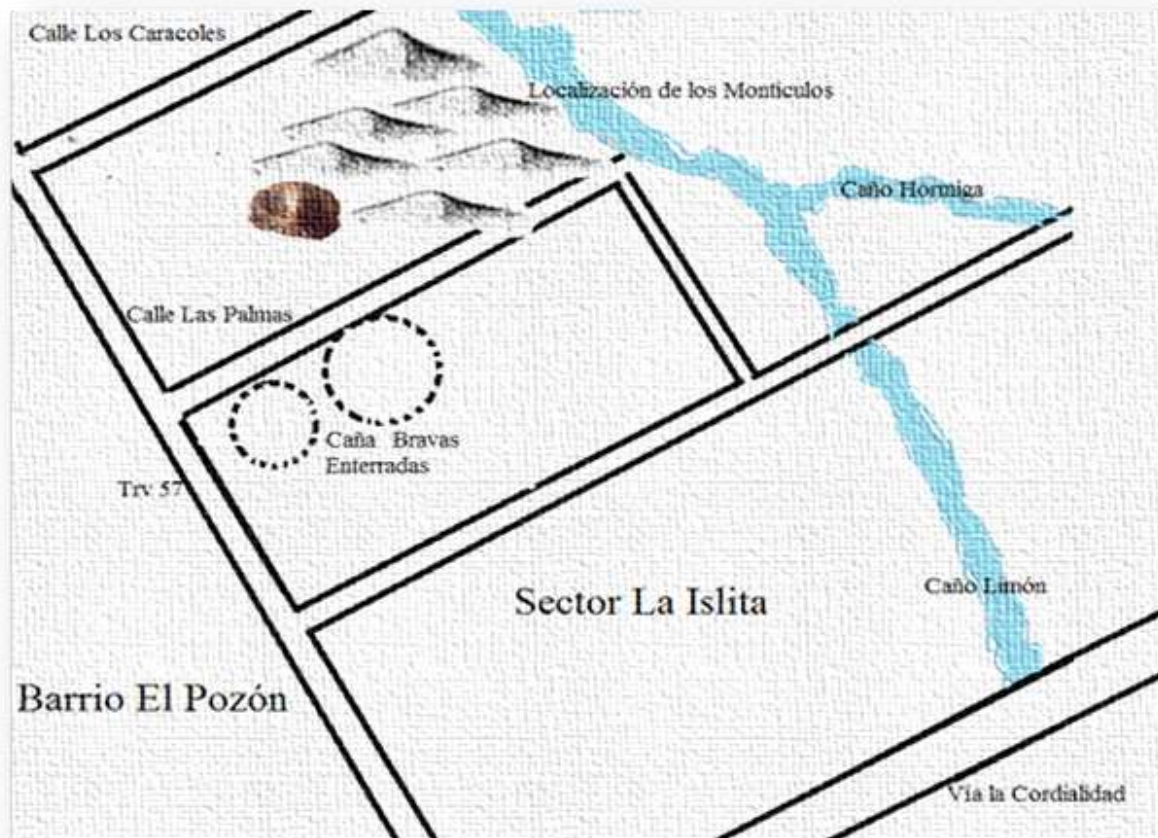 Calle Los Caracoles
Localización de los Monticulos
Caño Hormiga
Calle Las Palmas
Caña Bravas
Enterradas
Trv 57
Caño Limón
Sector La Islita
Barrio El Pozón
Vía la Cordialidad